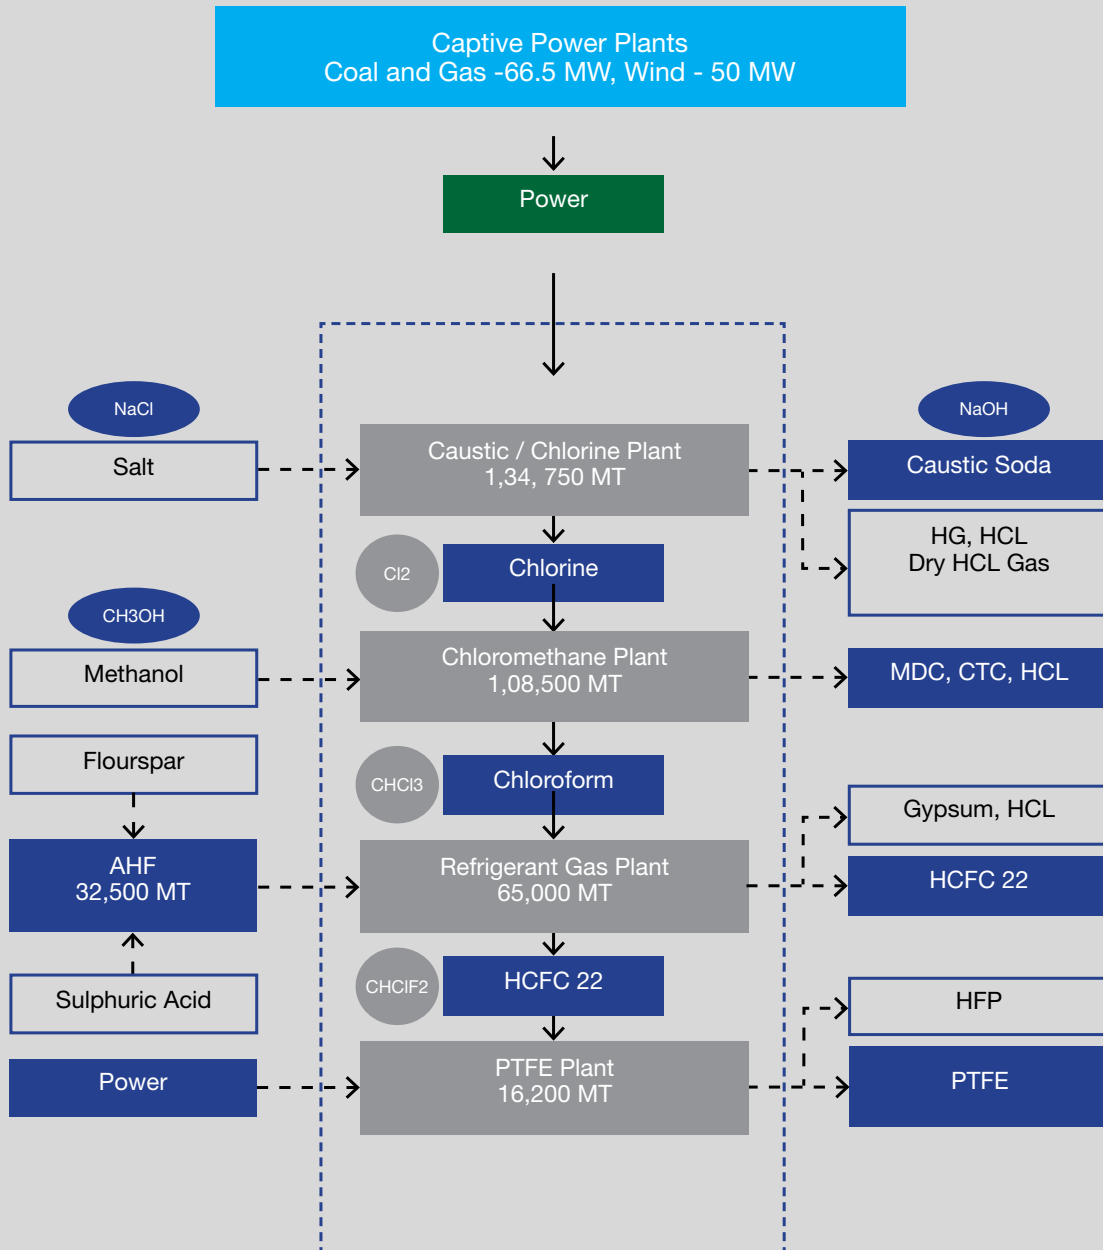 Captive Power Plants
Coal and Gas -66.5 MW, Wind - 50 MW
Power
NaCl
NaOH
Salt
Caustic / Chlorine Plant
1,34, 750 MT
Caustic Soda
HG, HCL
Dry HCL Gas
Cl2
Chlorine
CH3OH
Methanol
Chloromethane Plant
1,08,500 MT
MDC, CTC, HCL
Flourspar
CHCl3
Chloroform
Gypsum, HCL
AHF
32,500 MT
Refrigerant Gas Plant
65,000 MT
HCFC 22
Sulphuric Acid
CHClF2
HCFC 22
HFP
Power
PTFE Plant
16,200 MT
PTFE